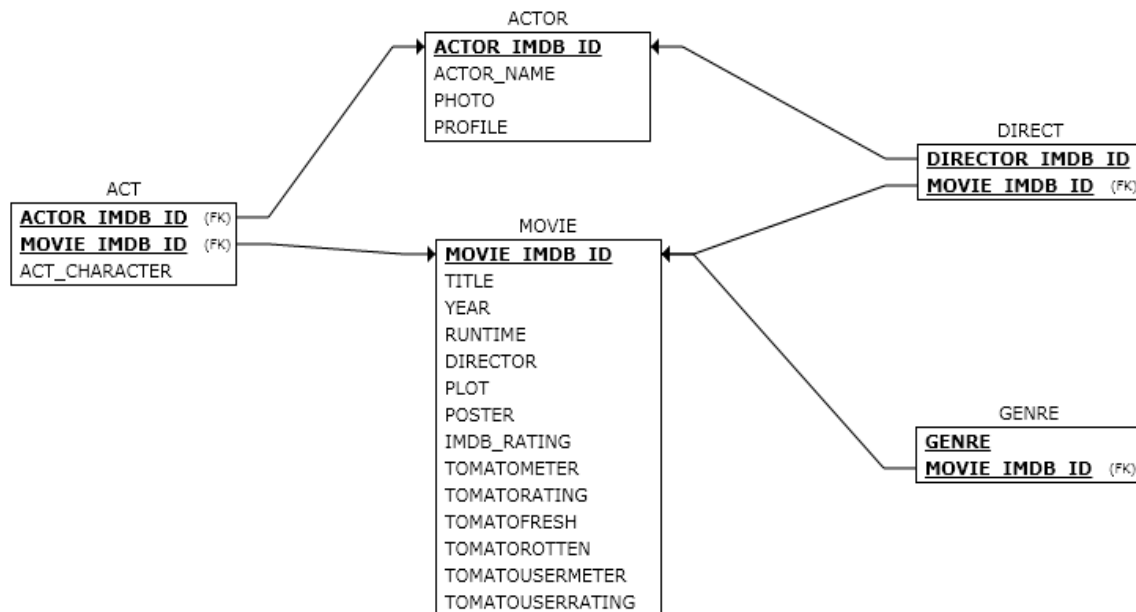 ACTOR
ACTOR_IMDB_ID
ACTOR_NAME
PHOTO
PROFILE
DIRECT
DIRECTOR_IMDB_ID
MOVIE_IMDB_ID (FK)
ACT
ACTOR_IMDB_ID (FK)
MOVIE_IMDB_ID (FK)
ACT_CHARACTER
MOVIE
MOVIE_IMDB_ID
TITLE
YEAR
RUNTIME
DIRECTOR
PLOT
POSTER
IMDB_RATING
TOMATOMETER
TOMATORATING
TOMATOFRESH
TOMATOROTTEN
TOMATOUSERMETER
TOMATOUSERRATING
GENRE
GENRE
MOVIE_IMDB_ID (FK)